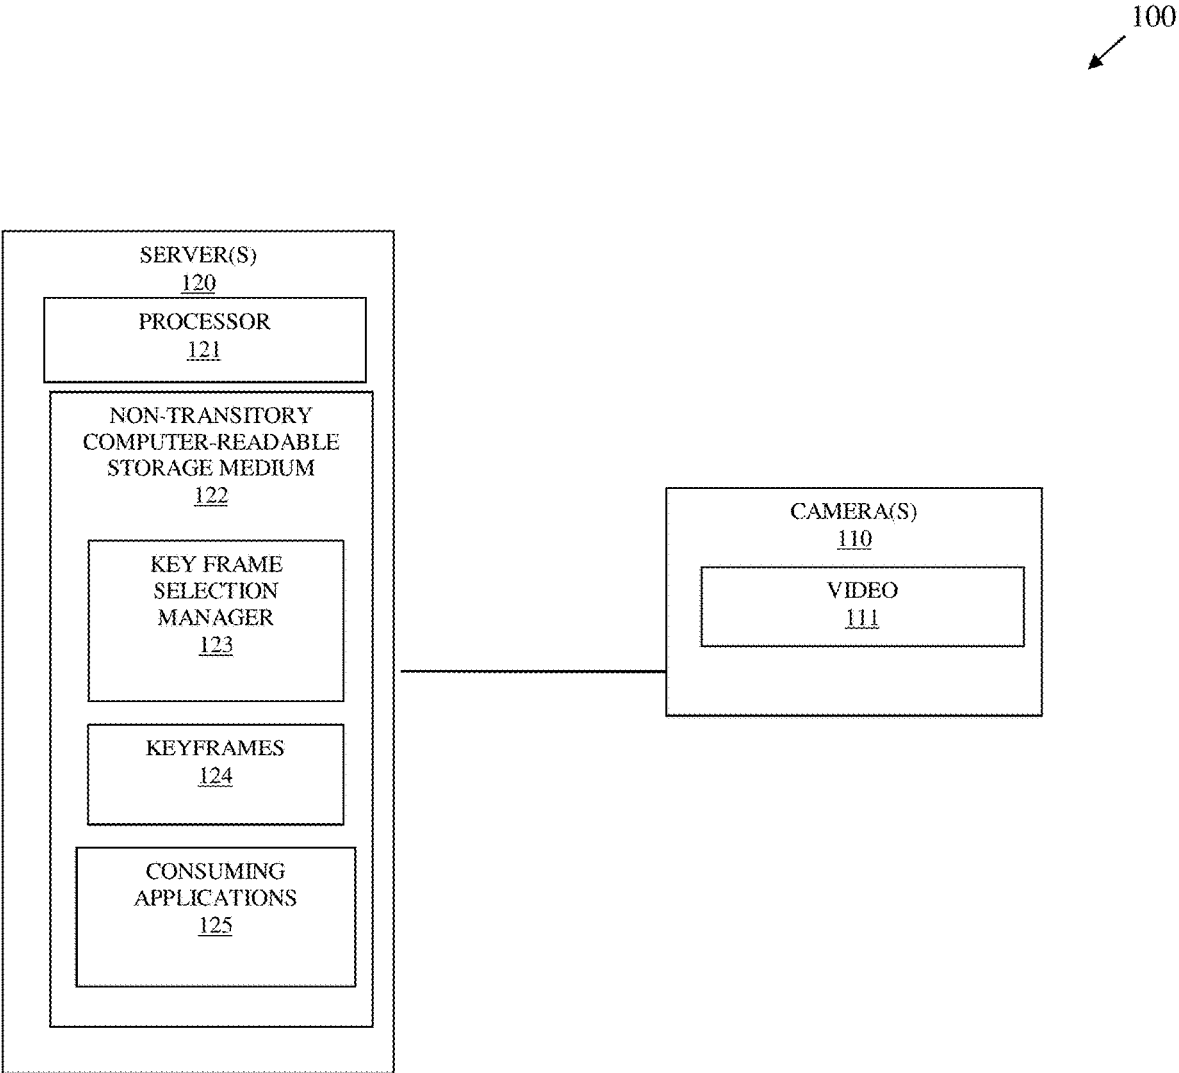 100
SERVER(S)
120
PROCESSOR
121
NON-TRANSITORY
COMPUTER-READABLE
STORAGE MEDIUM
122
KEY FRAME
SELECTION
MANAGER
123
KEYFRAMES
124
CONSUMING
APPLICATIONS
125
CAMERA(S)
110
VIDEO
111